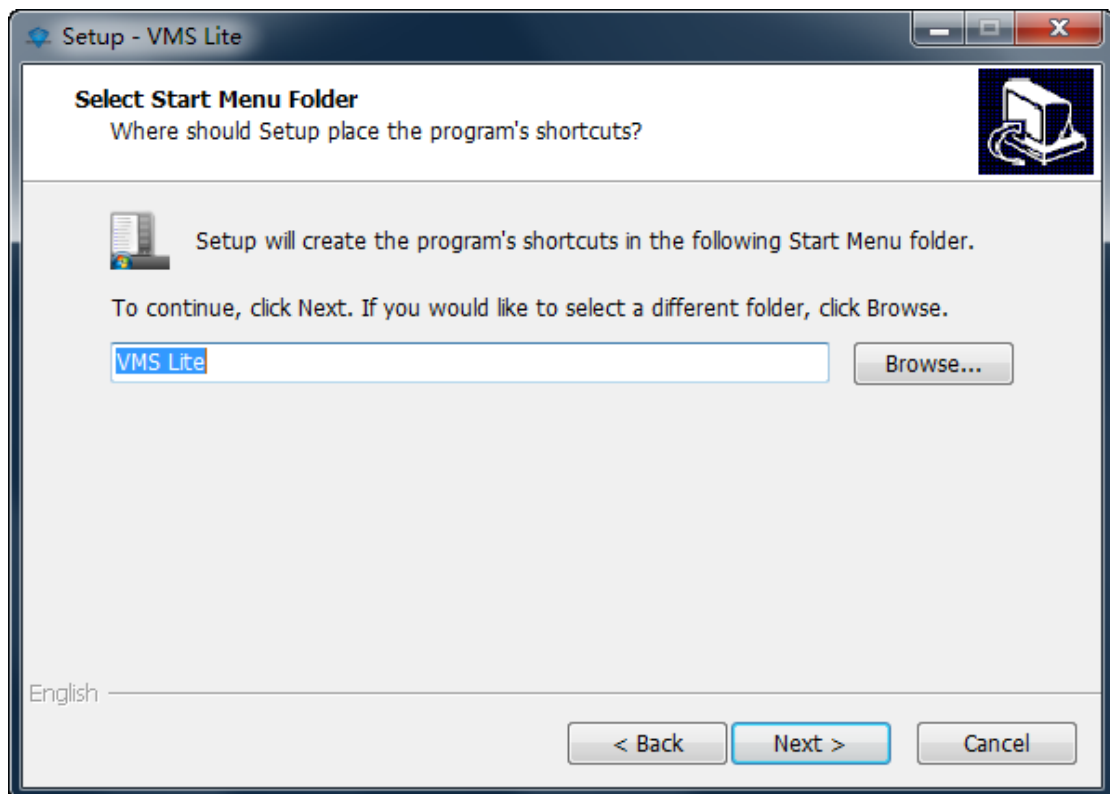 Setup - VMS Lite
Select Start Menu Folder
Where should Setup place the program's shortcuts?
Setup will create the program's shortcuts in the following Start Menu folder.
To continue, click Next. If you would like to select a different folder, click Browse.
VMS Lite
Browse...
English
< Back
Next >
Cancel